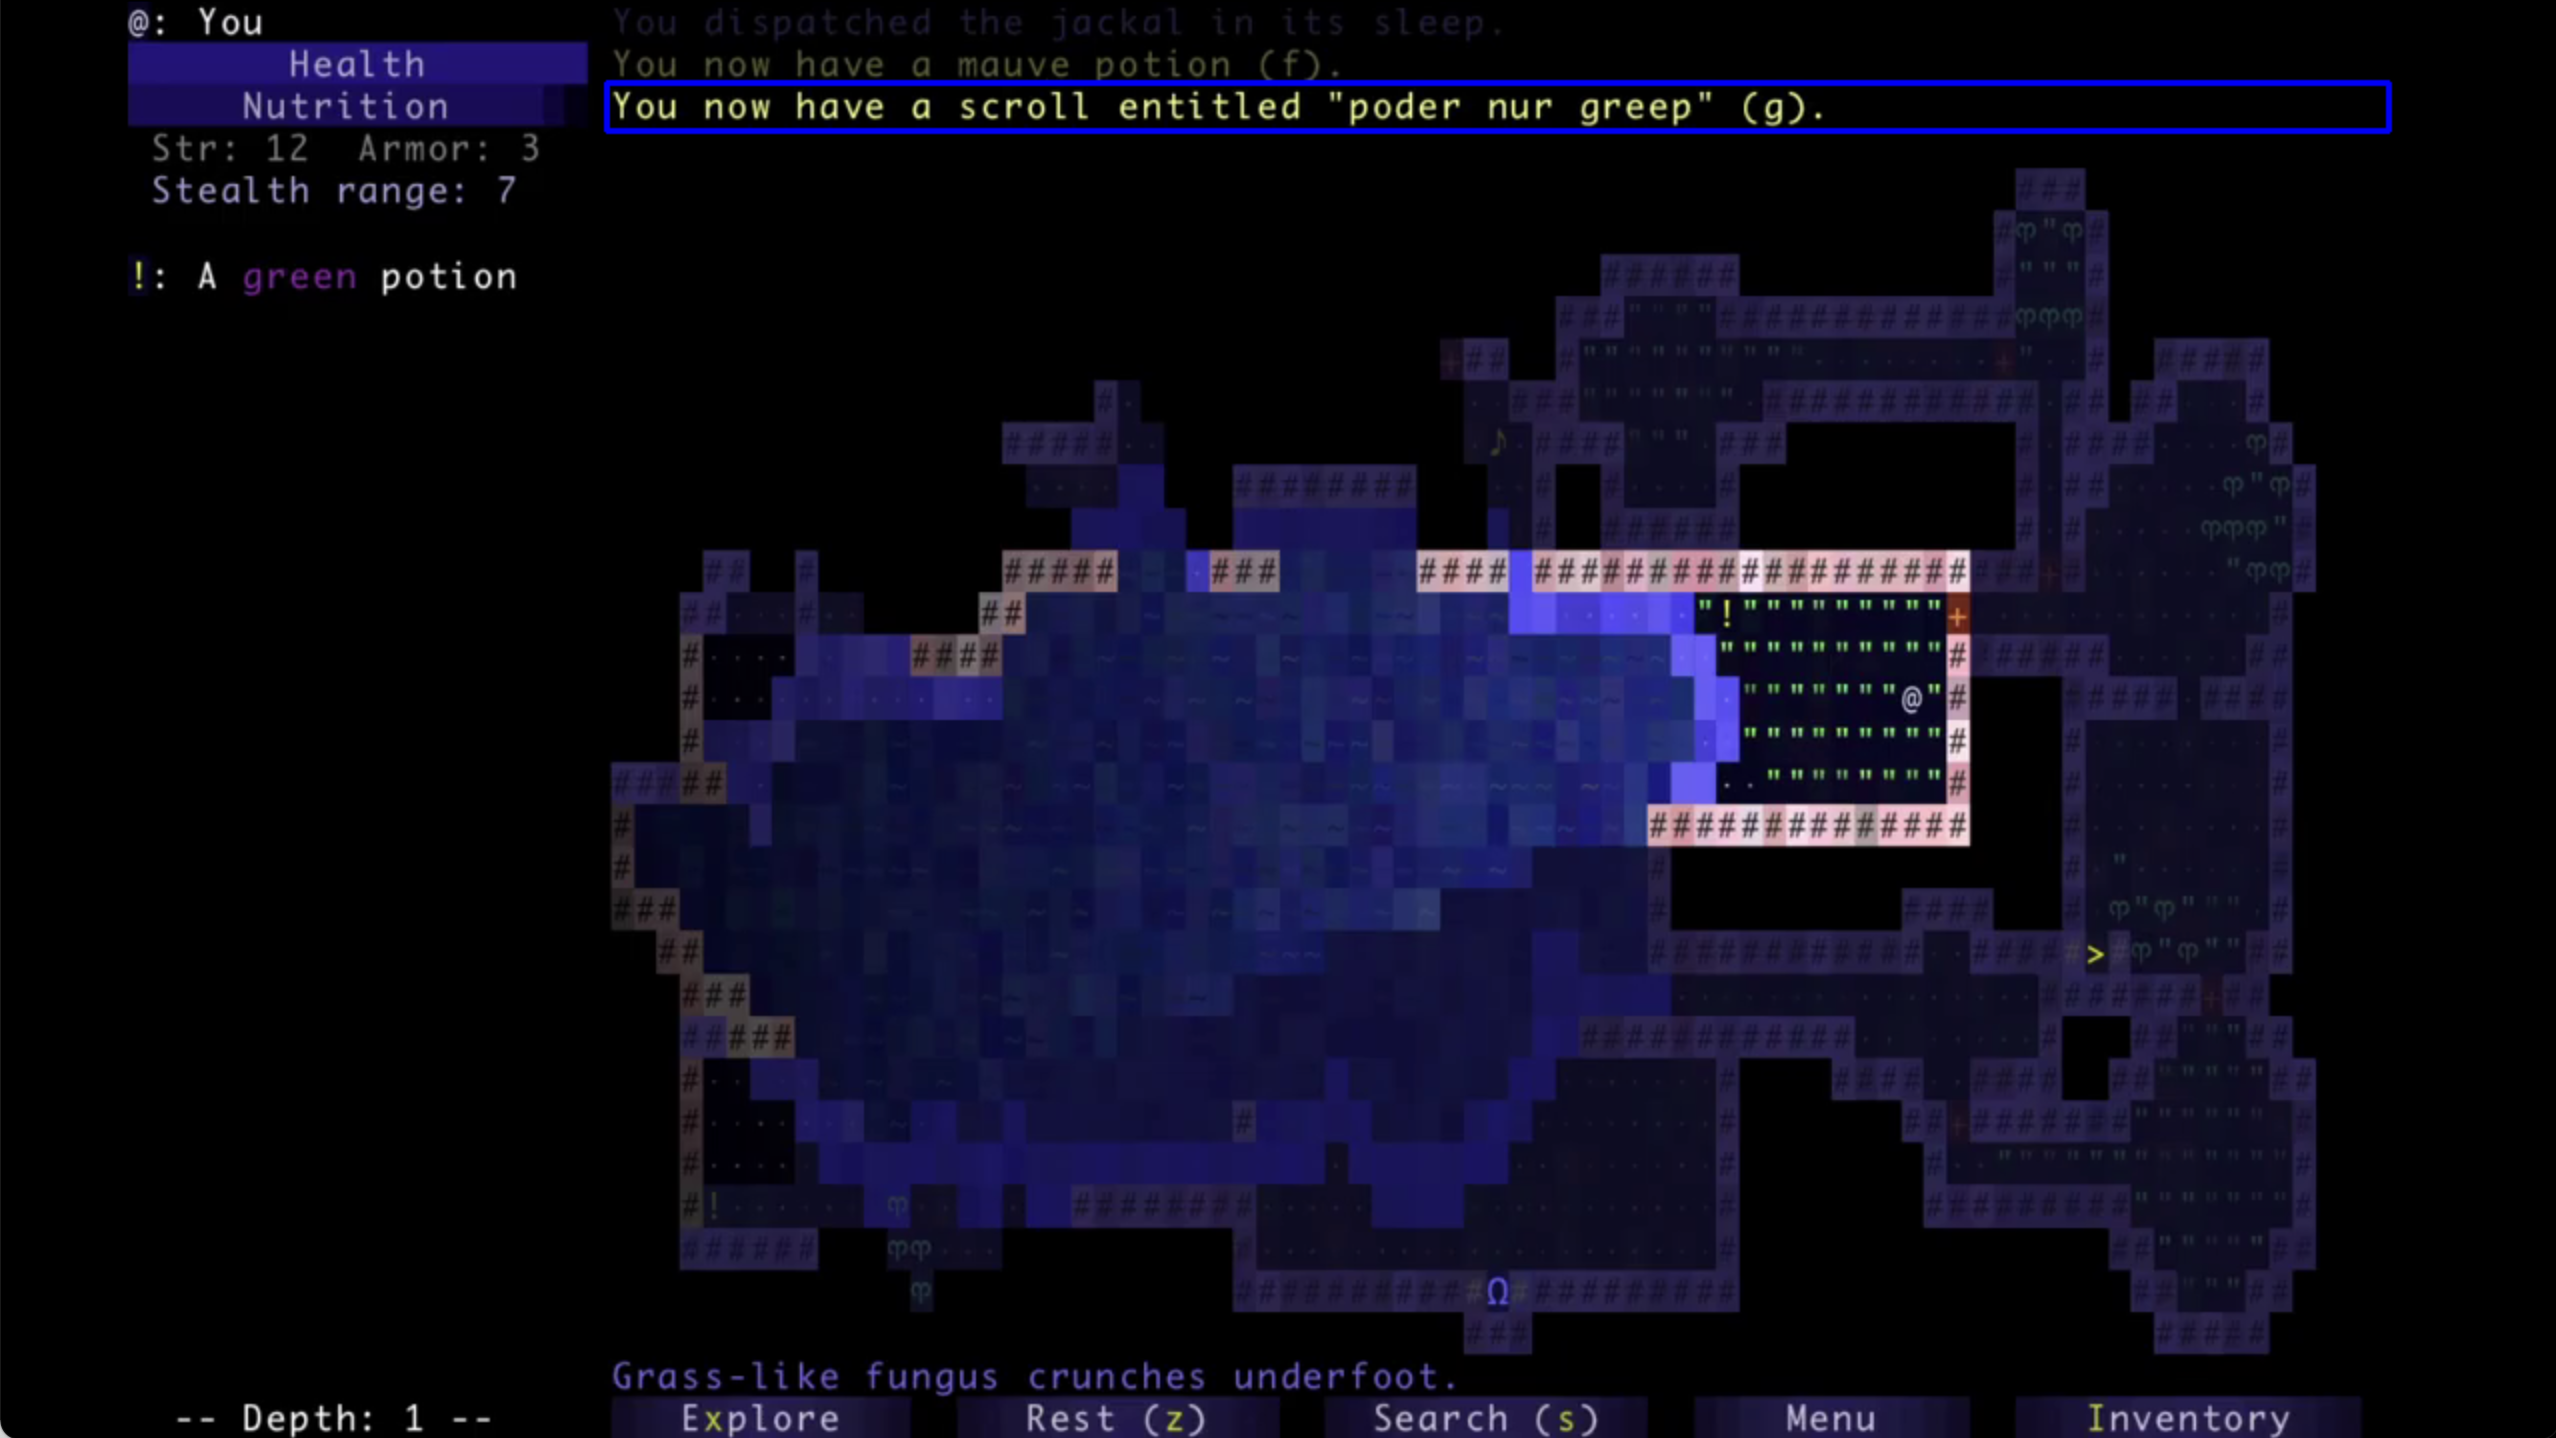 @: You
Health
Nutrition
Str: 12 Armor: 3
Stealth range: 7
!: A green potion
You dispatched the jackal in its sleep.
You now have a mauve potion (f).
You now have a scroll entitled "poder nur greep" (g).
Grass-like fungus crunches underfoot.
-- Depth: 1 --
Explore
Rest (z)
Search (s)
Menu
Inventory